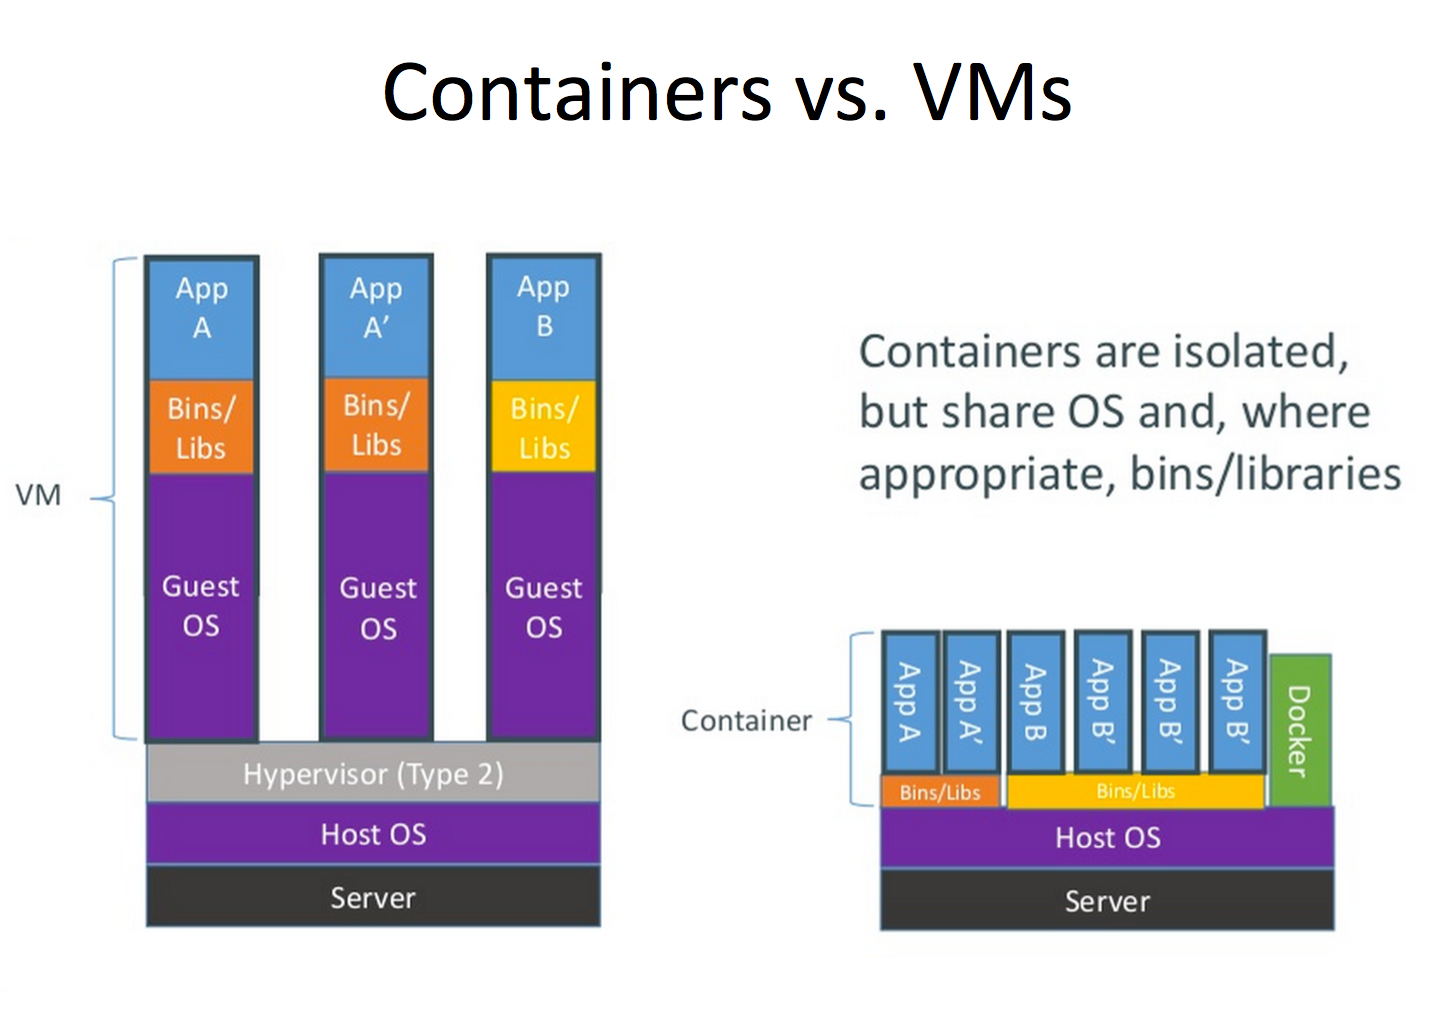 Containers vs. VMs
VM
App
A
Bins/
Libs
Guest
OS
App
A’
Bins/
Libs
Guest
OS
App
B
Bins/
Libs
Guest
OS
Hypervisor (Type 2)
Host OS
Server
Containers are isolated,
but share OS and, where
appropriate, bins/libraries
Container
App A
App A’
App B
App B’
App B’
App B’
Docker
Bins/Libs
Bins/Libs
Host OS
Server